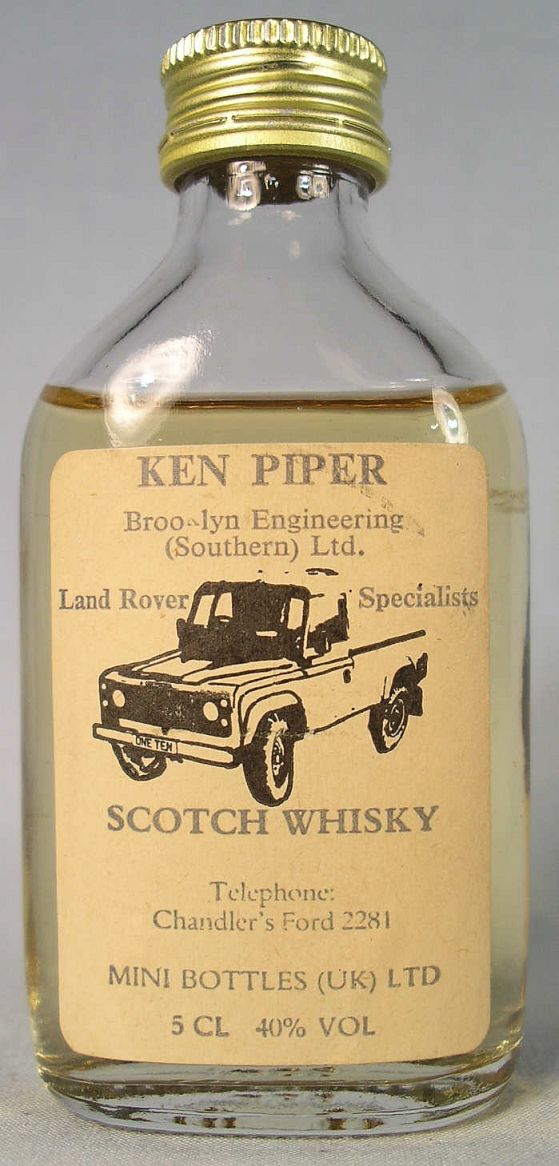 KEN PIPER
Brooklyn Engineering
(Southern) Ltd.
Land Rover Specialists
ONE TEN
SCOTCH WHISKY
Telephone:
Chandler's Ford 2281
MINI BOTTLES (UK) LTD
5 CL 40% VOL